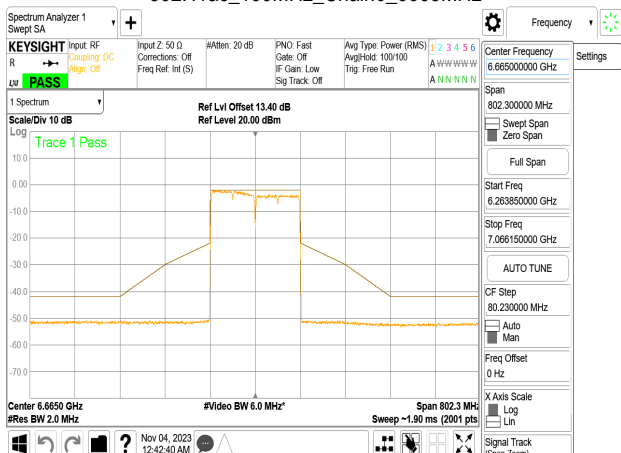 Spectrum Analyzer 1
Swept SA
Frequency
KEYSIGHT
R
LXI
PASS
Input: RF
Coupling: DC
Align: Off
Input Z: 50 Ω
Corrections: Off
Freq Ref: Int (S)
#Atten: 20 dB
PNO: Fast
Gate: Off
IF Gain: Low
Sig Track: Off
Avg Type: Power (RMS)
Avg|Hold: 100/100
Trig: Free Run
1 2 3 4 5 6
A W W W W W
A N N N N N
Center Frequency
6.665000000 GHz
Settings
Span
802.300000 MHz
Swept Span
Zero Span
Full Span
Start Freq
6.263850000 GHz
Stop Freq
7.066150000 GHz
AUTO TUNE
CF Step
80.230000 MHz
Auto
Man
Freq Offset
0 Hz
X Axis Scale
Log
Lin
Signal Track
(Span Zoom)
1 Spectrum
Scale/Div 10 dB
Log
Ref Lvl Offset 13.40 dB
Ref Level 20.00 dBm
Trace 1 Pass
10.0
0.00
-10.0
-20.0
-30.0
-40.0
-50.0
-60.0
-70.0
Center 6.6650 GHz
#Res BW 2.0 MHz
#Video BW 6.0 MHz*
Span 802.3 MHz
Sweep ~1.90 ms (2001 pts
?
Nov 04, 2023
12:42:40 AM